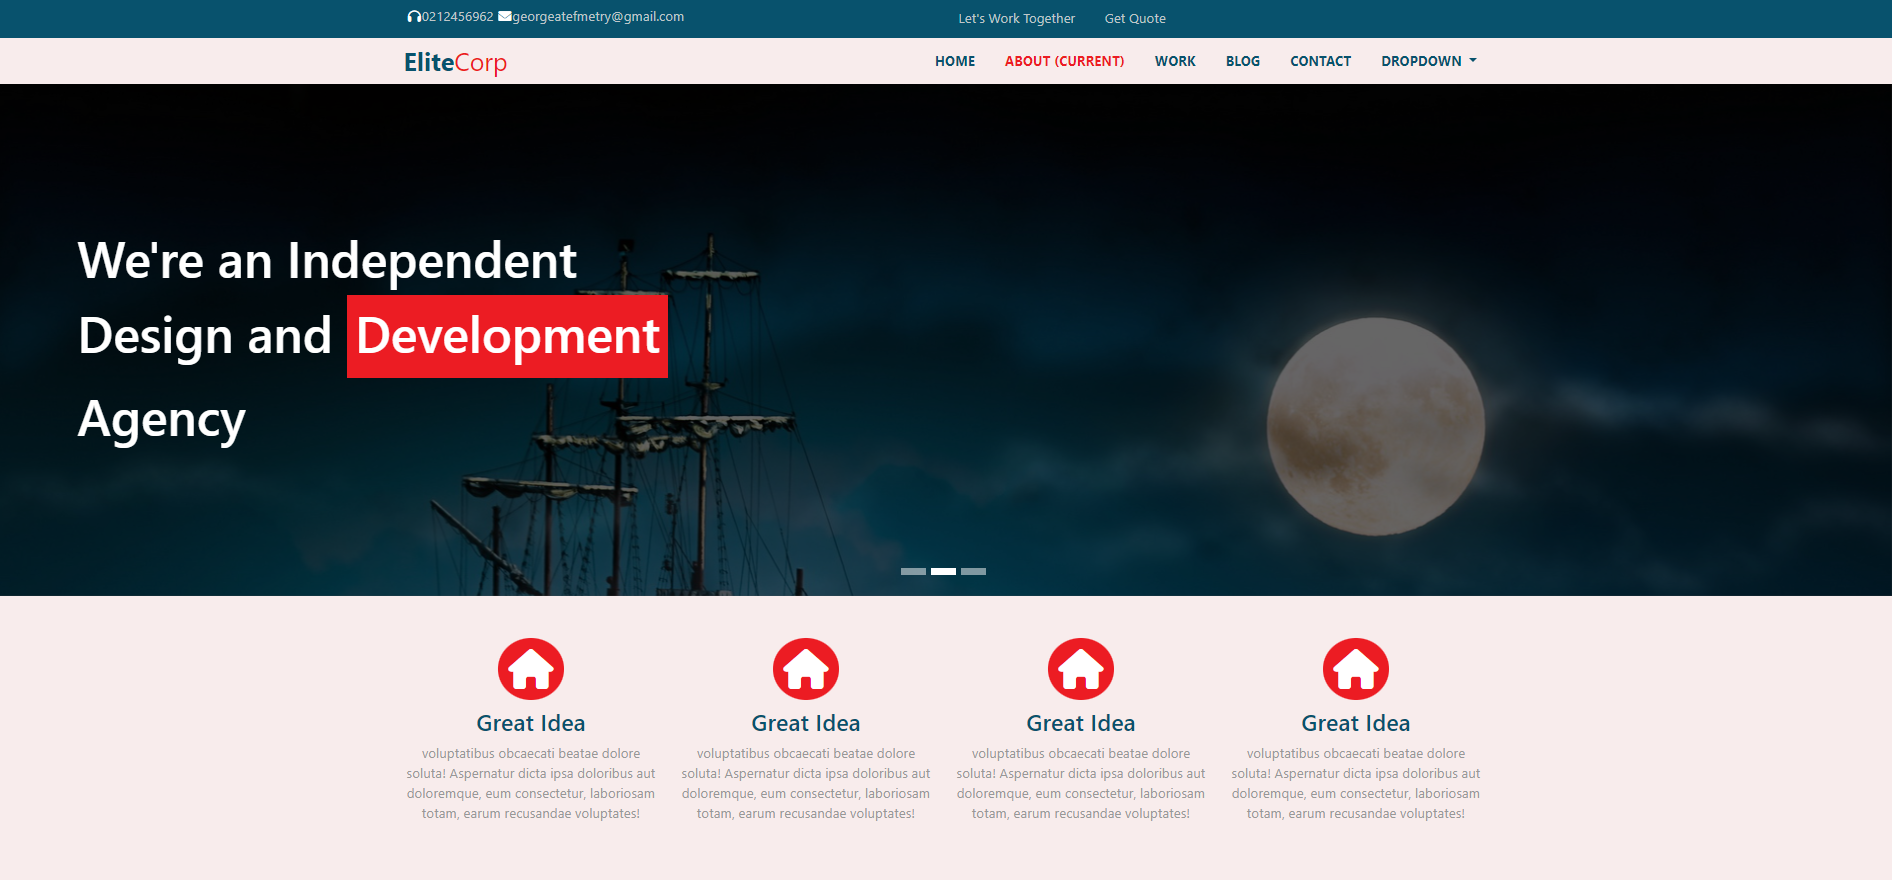 0212456962 georgeatefmetry@gmail.com Let's Work Together Get Quote
EliteCorp HOME ABOUT (CURRENT) WORK BLOG CONTACT DROPDOWN
We're an Independent
Design and Development
Agency
Great Idea
voluptatibus obcaecati beatae dolore
soluta! Aspernatur dicta ipsa doloribus aut
doloremque, eum consectetur, laboriosam
totam, earum recusandae voluptates!
Great Idea
voluptatibus obcaecati beatae dolore
soluta! Aspernatur dicta ipsa doloribus aut
doloremque, eum consectetur, laboriosam
totam, earum recusandae voluptates!
Great Idea
voluptatibus obcaecati beatae dolore
soluta! Aspernatur dicta ipsa doloribus aut
doloremque, eum consectetur, laboriosam
totam, earum recusandae voluptates!
Great Idea
voluptatibus obcaecati beatae dolore
soluta! Aspernatur dicta ipsa doloribus aut
doloremque, eum consectetur, laboriosam
totam, earum recusandae voluptates!